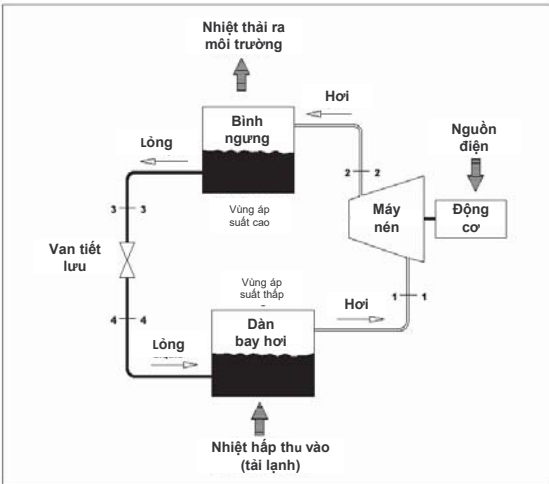 Nhiệt thải ra
môi trường
Hơi
Bình
ngưng
Lỏng
Nguồn
điện
2 2
3 3
Vùng áp
suất cao
Máy
nén
Động
cơ
Van tiết
lưu
Vùng áp
suất thấp
Hơi
1 1
4 4
Dàn
bay hơi
Lỏng
Nhiệt hấp thu vào
(tải lạnh)